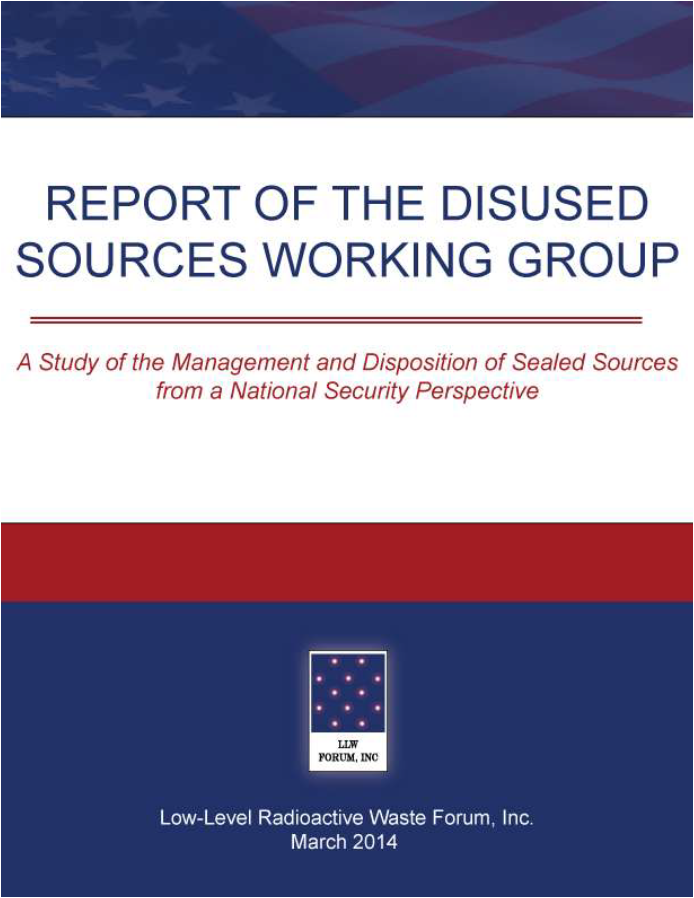 REPORT OF THE DISUSED
SOURCES WORKING GROUP
A Study of the Management and Disposition of Sealed Sources
from a National Security Perspective
LLW
FORUM, INC
Low-Level Radioactive Waste Forum, Inc.
March 2014